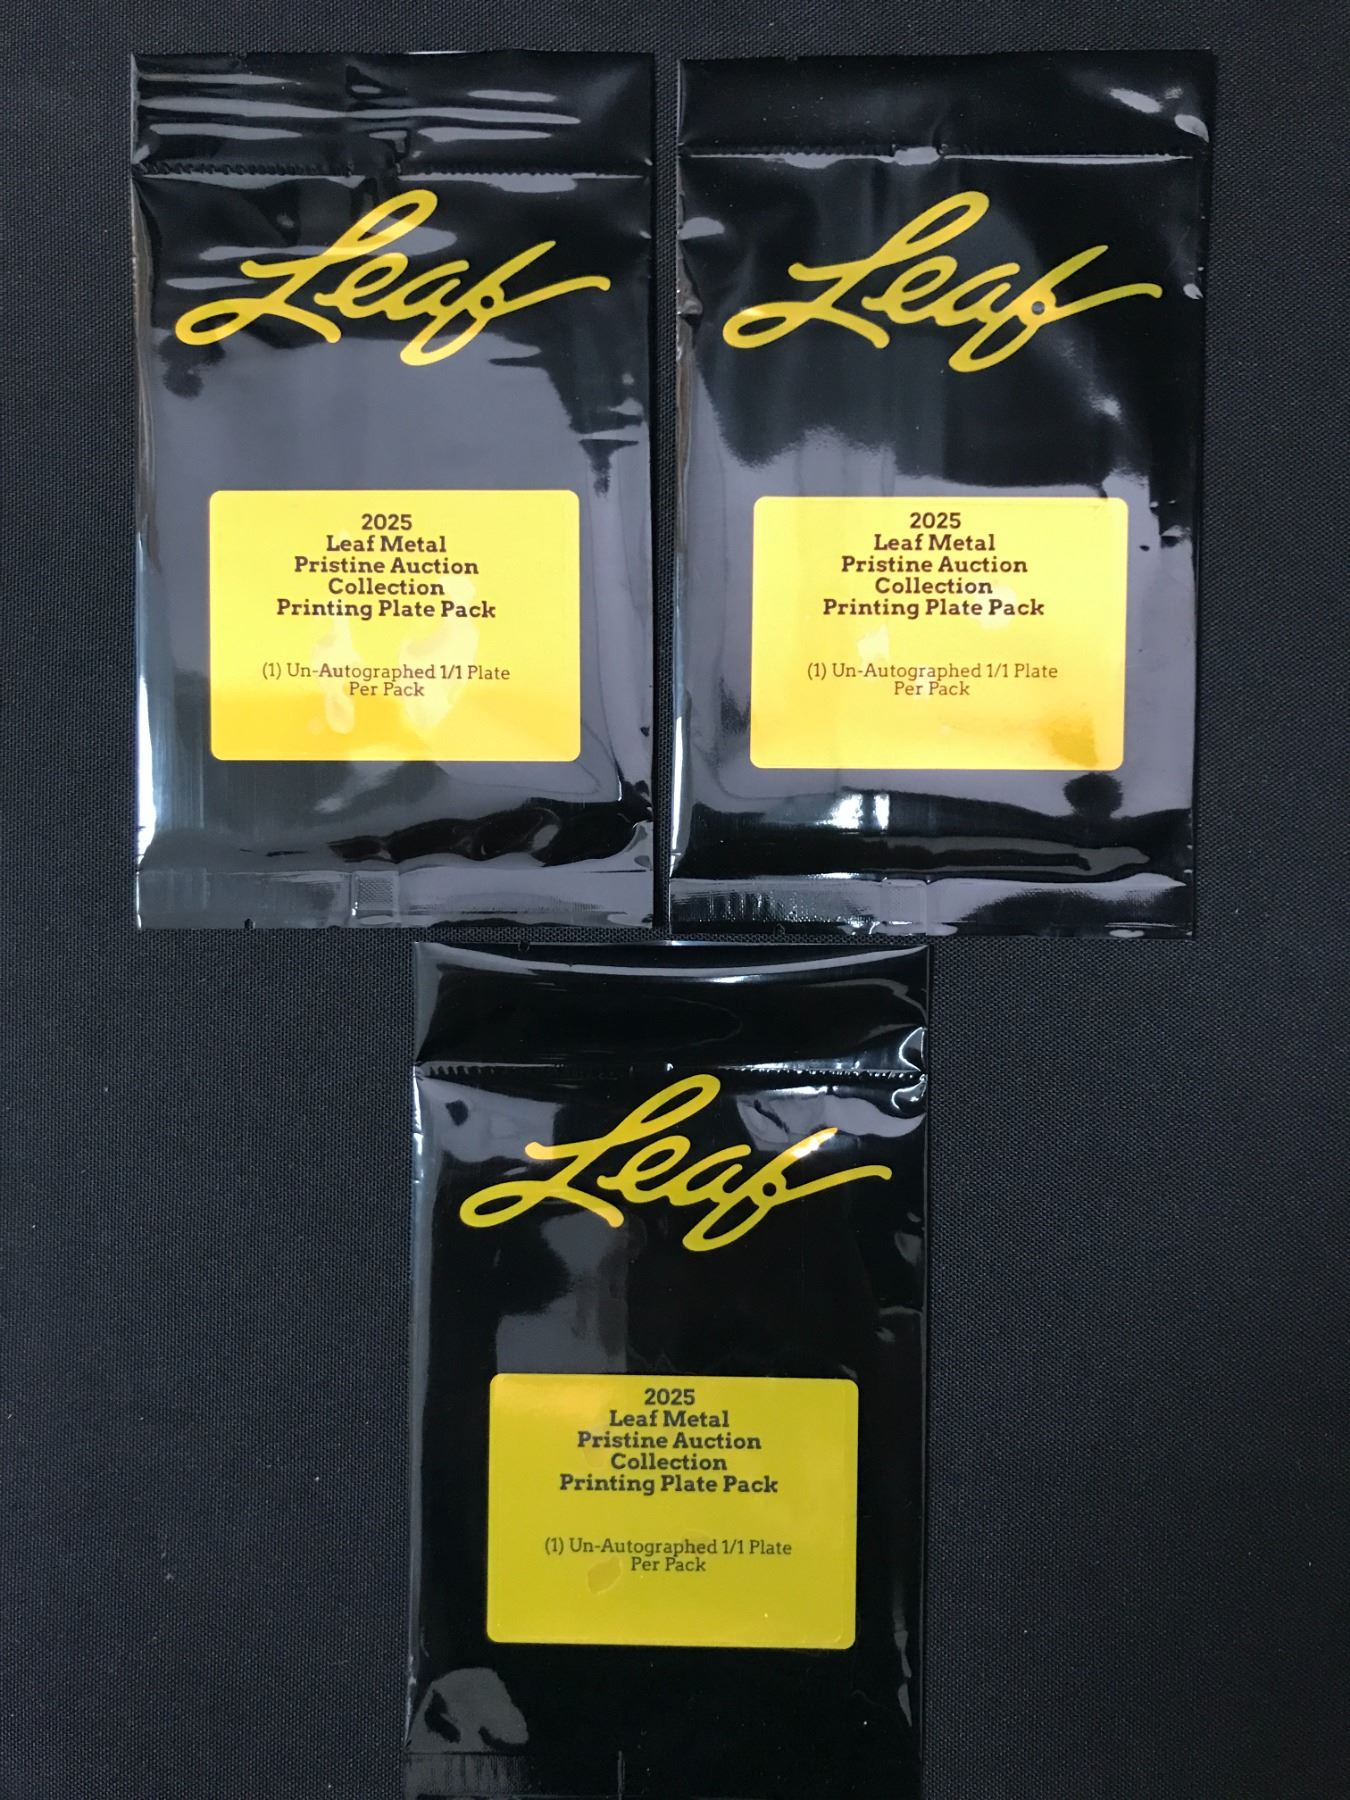 Leaf
2025
Leaf Metal
Pristine Auction
Collection
Printing Plate Pack
(1) Un-Autographed 1/1 Plate
Per Pack
Leaf
2025
Leaf Metal
Pristine Auction
Collection
Printing Plate Pack
(1) Un-Autographed 1/1 Plate
Per Pack
Leaf
2025
Leaf Metal
Pristine Auction
Collection
Printing Plate Pack
(1) Un-Autographed 1/1 Plate
Per Pack